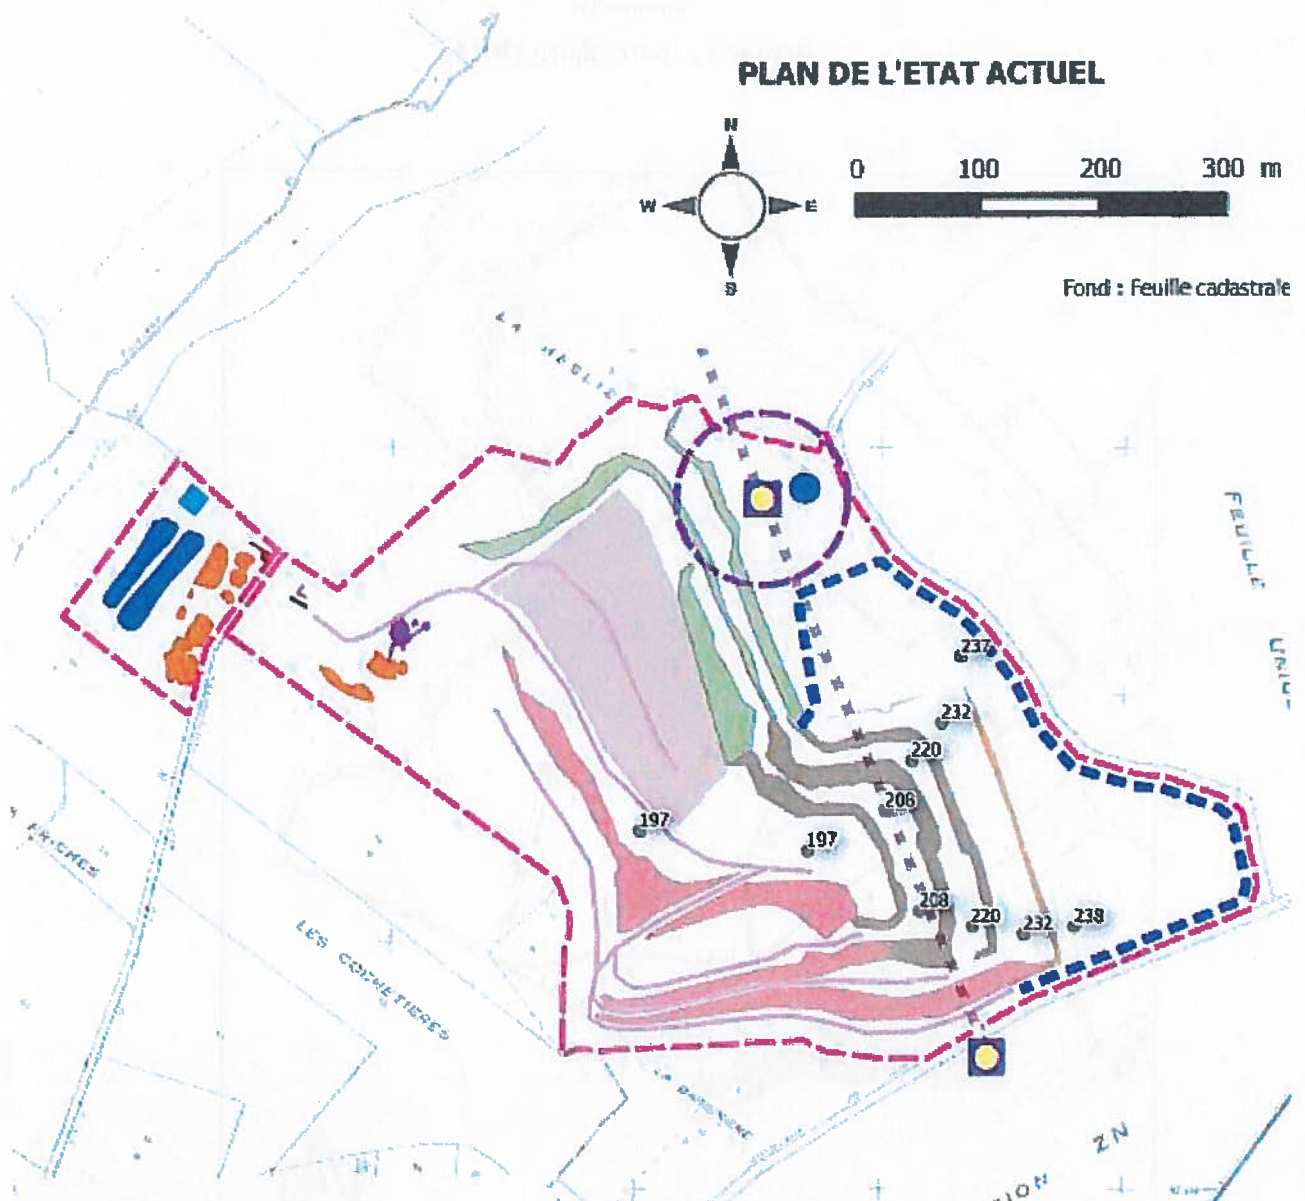 PLAN DE L'ETAT ACTUEL
N
0 100 200 300 m
W E
S
Fond : Feuille cadastrale
FEUILLE
237
232
220
206
197
197
208
220
232
238
LES COCHETIERES
ZN